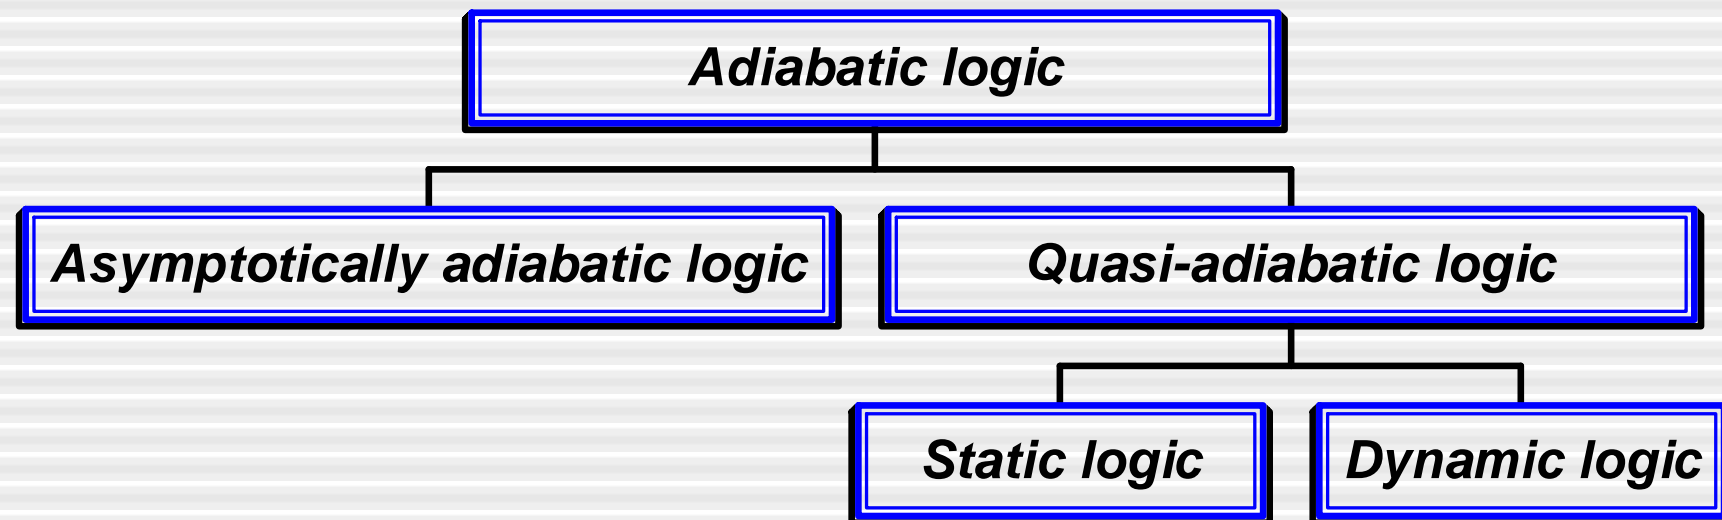 Adiabatic logic
Asymptotically adiabatic logic
Quasi-adiabatic logic
Static logic
Dynamic logic